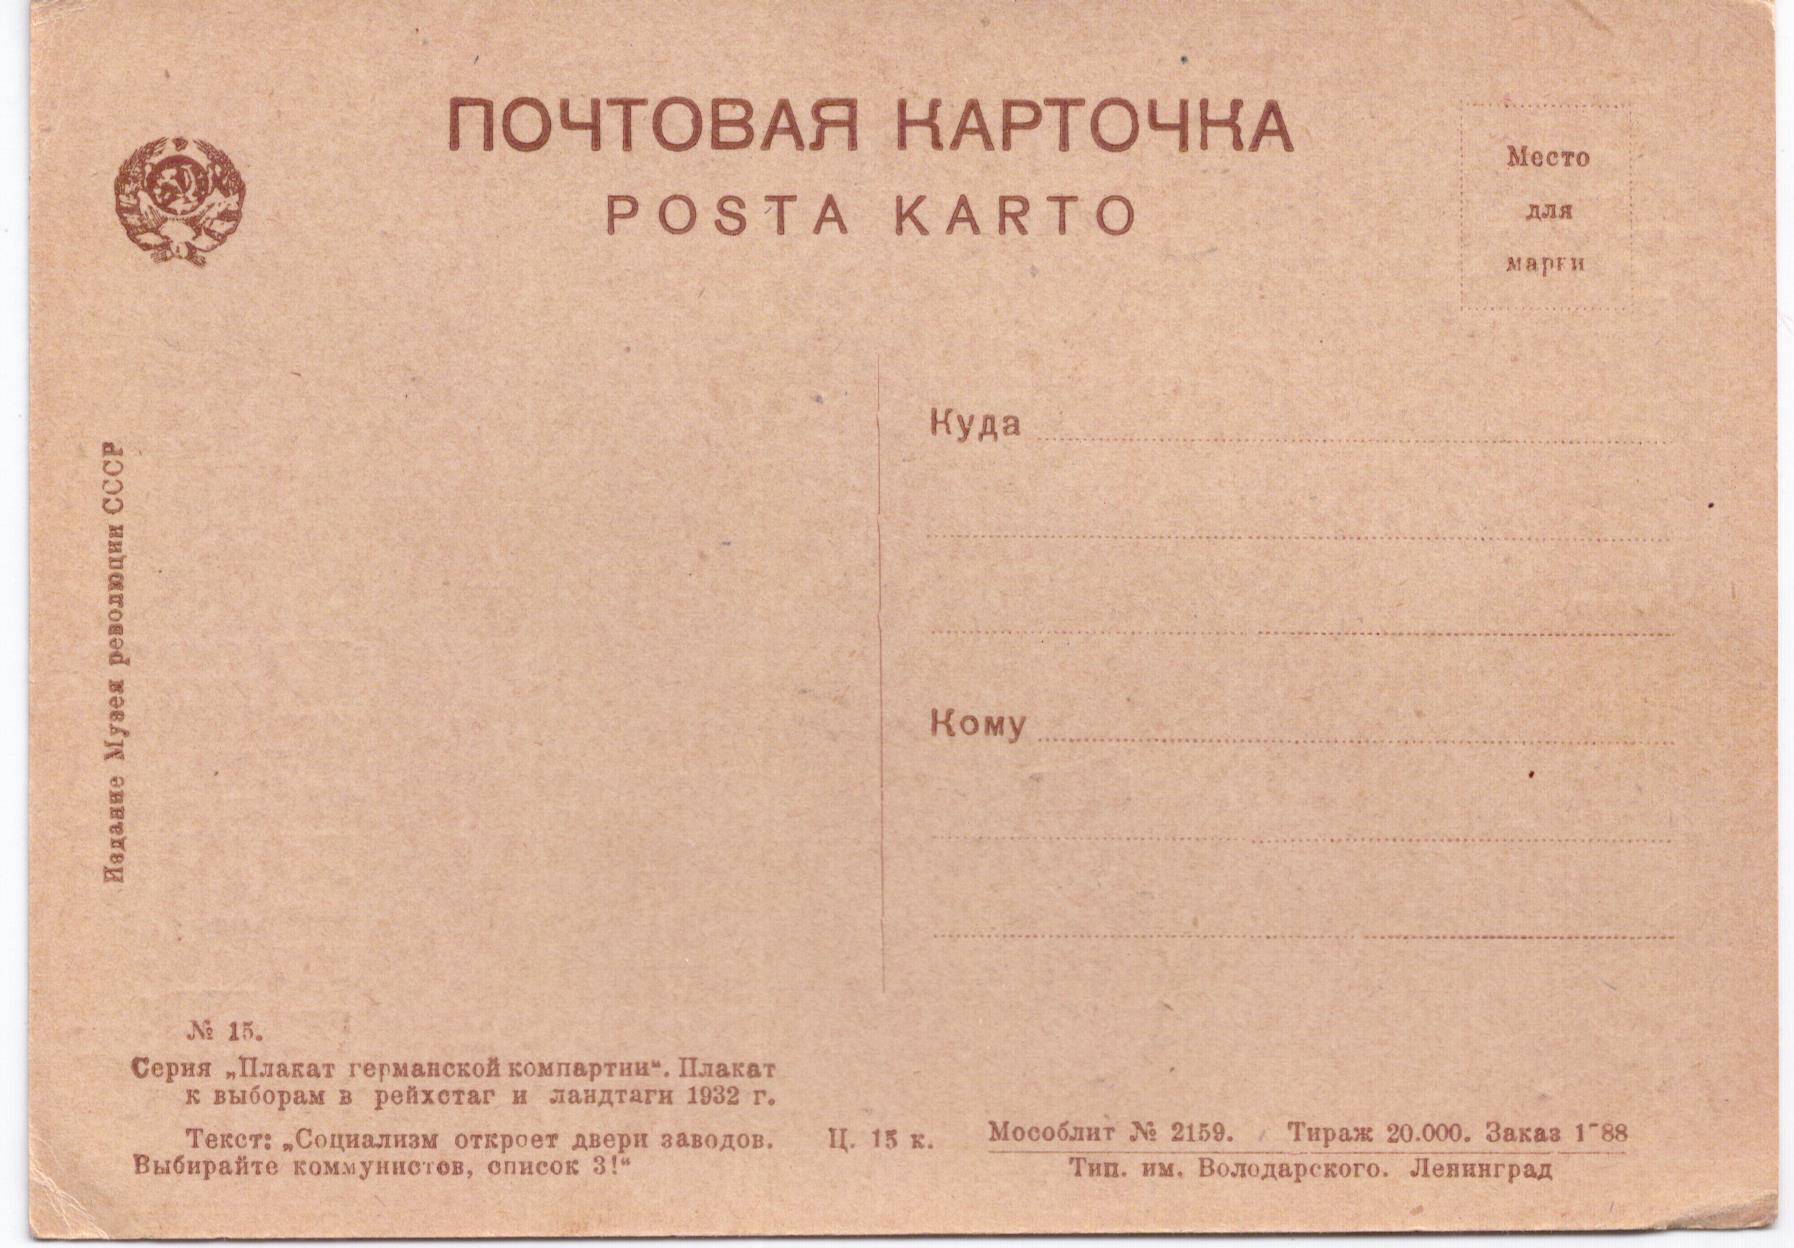 ПОЧТОВАЯ КАРТОЧКА
POSTA KARTO
Место
для
марки
Куда
Кому
Издание Музея революции СССР
№ 15.
Серия „Плакат германской компартии“. Плакат
к выборам в рейхстаг и ландтаги 1932 г.
Текст: „Социализм откроет двери заводов.
Выбирайте коммунистов, список 3!“
Ц. 15 к.
Мособлит № 2159. Тираж 20.000. Заказ
Тип. им. Володарского. Ленинград